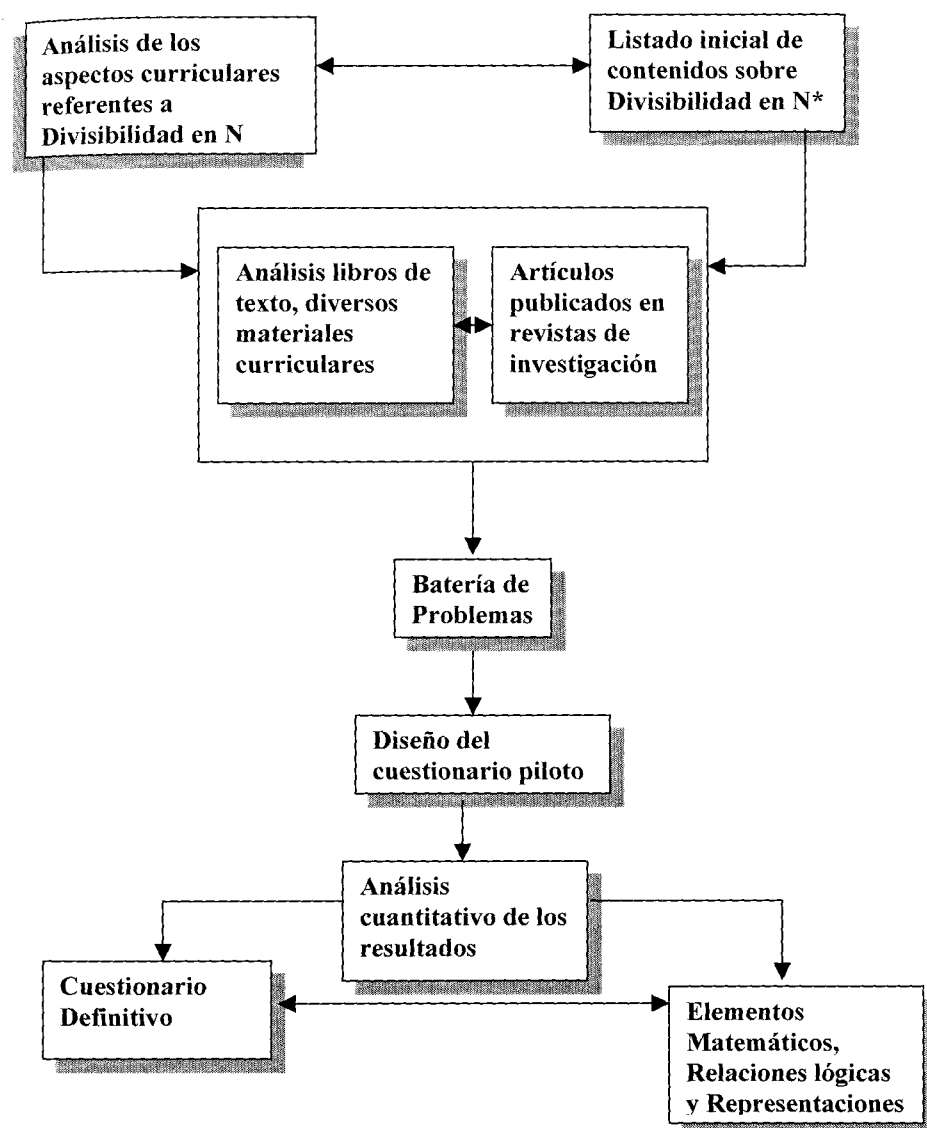 Análisis de los
aspectos curriculares
referentes a
Divisibilidad en N
Listado inicial de
contenidos sobre
Divisibilidad en N*
Análisis libros de
texto, diversos
materiales
curriculares
Artículos
publicados en
revistas de
investigación
Batería de
Problemas
Diseño del
cuestionario piloto
Análisis
cuantitativo de los
resultados
Cuestionario
Definitivo
Elementos
Matemáticos,
Relaciones lógicas
y Representaciones